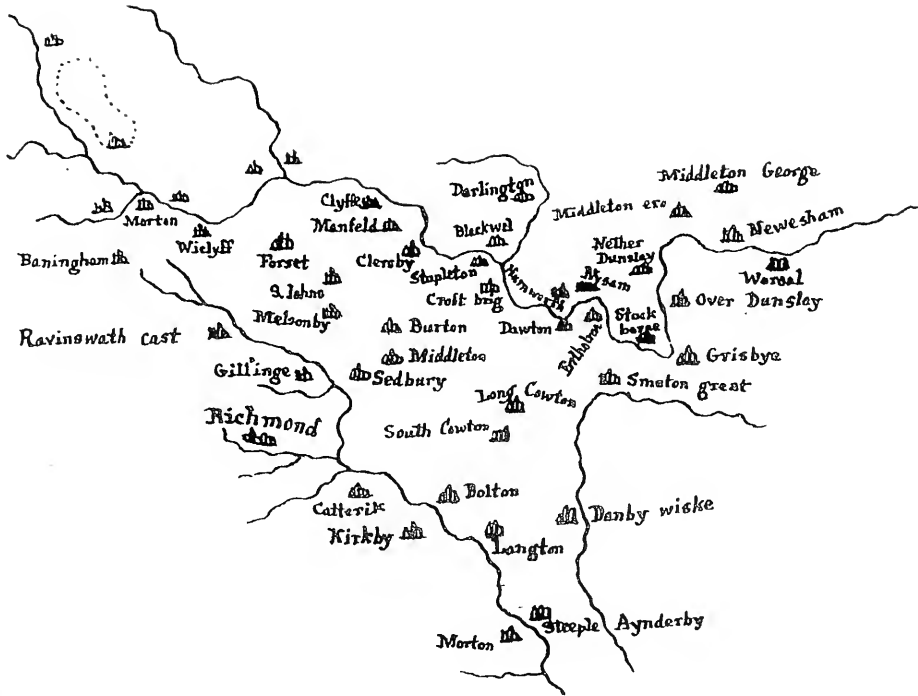 Middleton George
Darlington
Clyffe
Middleton ero
Morton
Manfeld
Blackwel
Newesham
Wiclyff
Nether
Dunslay
Baningham
Forset
Clersby
Stapleton
Warsal
S. Johns
Croft brig
Over Dunslay
Melsonby
Stock
Ravinswath cast
Burton
Dawton
Middleton
Grisbye
Gillinge
Sedbury
Smeton great
Long Cowton
Richmond
South Cowton
Bolton
Catterik
Danby wiske
Kirkby
Langton
Steeple Aynderby
Morton